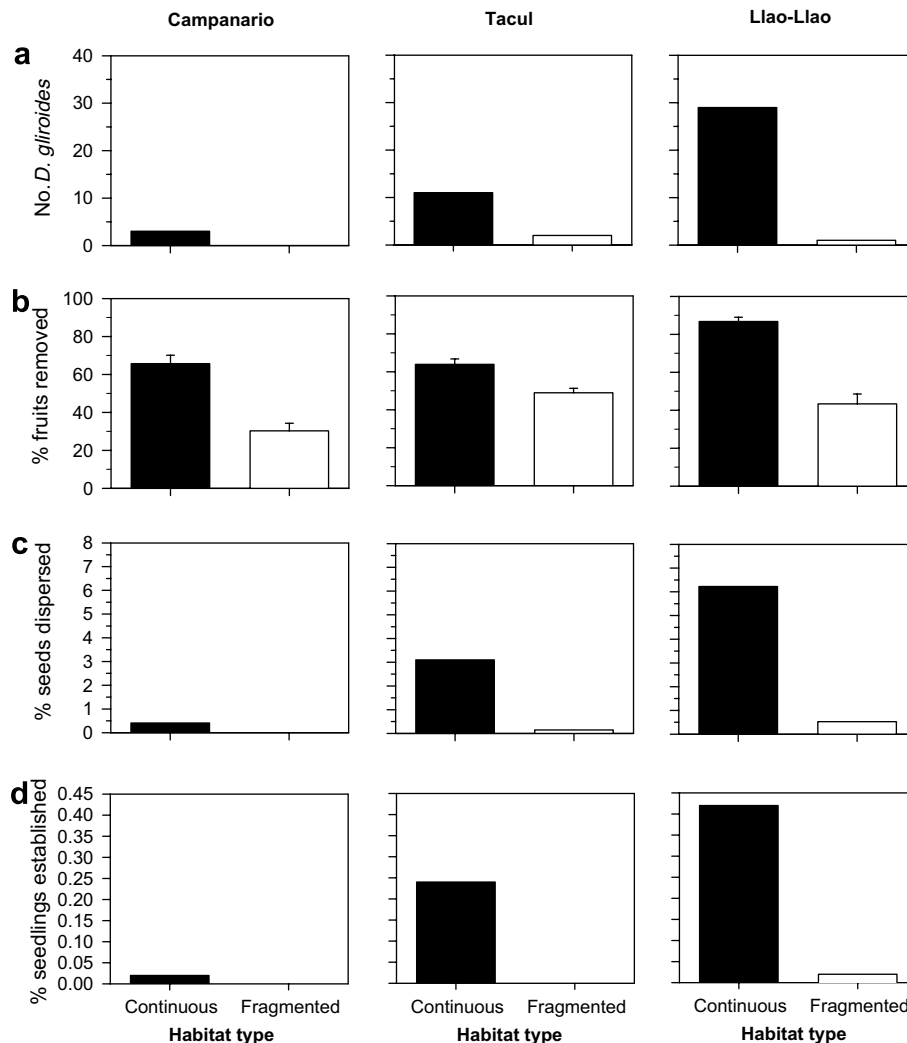 Campanario Tacul Llao-Llao
a
No. D. gliroides
40
30
20
10
0
b
% fruits removed
100
80
60
40
20
0
c
% seeds dispersed
8
7
6
5
4
3
2
1
0
d
% seedlings established
0.45
0.40
0.35
0.30
0.25
0.20
0.15
0.10
0.05
0.00
Continuous Fragmented Continuous Fragmented Continuous Fragmented
Habitat type Habitat type Habitat type